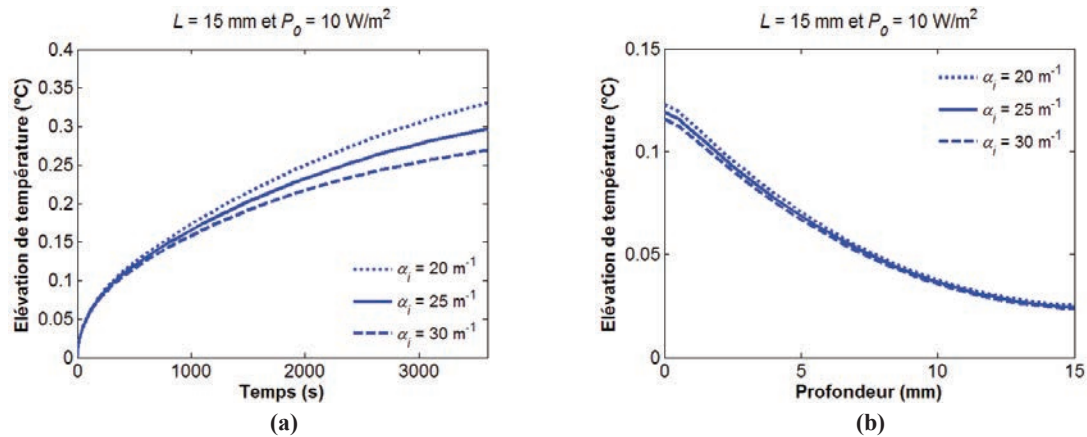 L = 15 mm et P₀ = 10 W/m²
Elévation de température (°C)
0.4
0.35
0.3
0.25
0.2
0.15
0.1
0.05
0
αᵢ = 20 m⁻¹
αᵢ = 25 m⁻¹
αᵢ = 30 m⁻¹
0 1000 2000 3000
Temps (s)
(a)
L = 15 mm et P₀ = 10 W/m²
Elévation de température (°C)
0.15
0.1
0.05
0
αᵢ = 20 m⁻¹
αᵢ = 25 m⁻¹
αᵢ = 30 m⁻¹
0 5 10 15
Profondeur (mm)
(b)